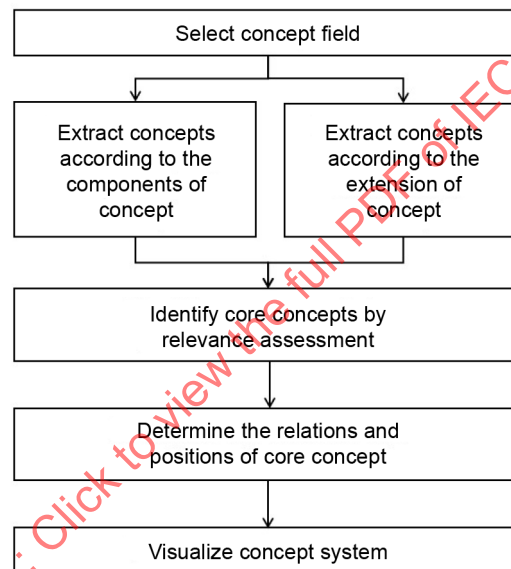 Select concept field
Extract concepts
according to the
components of
concept
Extract concepts
according to the
extension of
concept
Identify core concepts by
relevance assessment
Determine the relations and
positions of core concept
Visualize concept system
: Click to view the full PDF of IEC